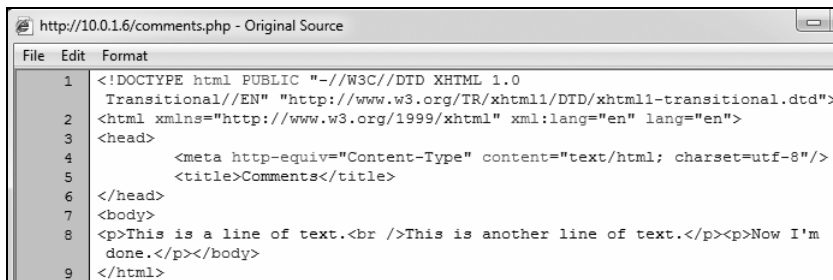 http://10.0.1.6/comments.php - Original Source
File Edit Format
1 <!DOCTYPE html PUBLIC "-//W3C//DTD XHTML 1.0
Transitional//EN" "http://www.w3.org/TR/xhtml1/DTD/xhtml1-transitional.dtd">
2 <html xmlns="http://www.w3.org/1999/xhtml" xml:lang="en" lang="en">
3 <head>
4 <meta http-equiv="Content-Type" content="text/html; charset=utf-8"/>
5 <title>Comments</title>
6 </head>
7 <body>
8 <p>This is a line of text.<br />This is another line of text.</p><p>Now I'm
done.</p></body>
9 </html>